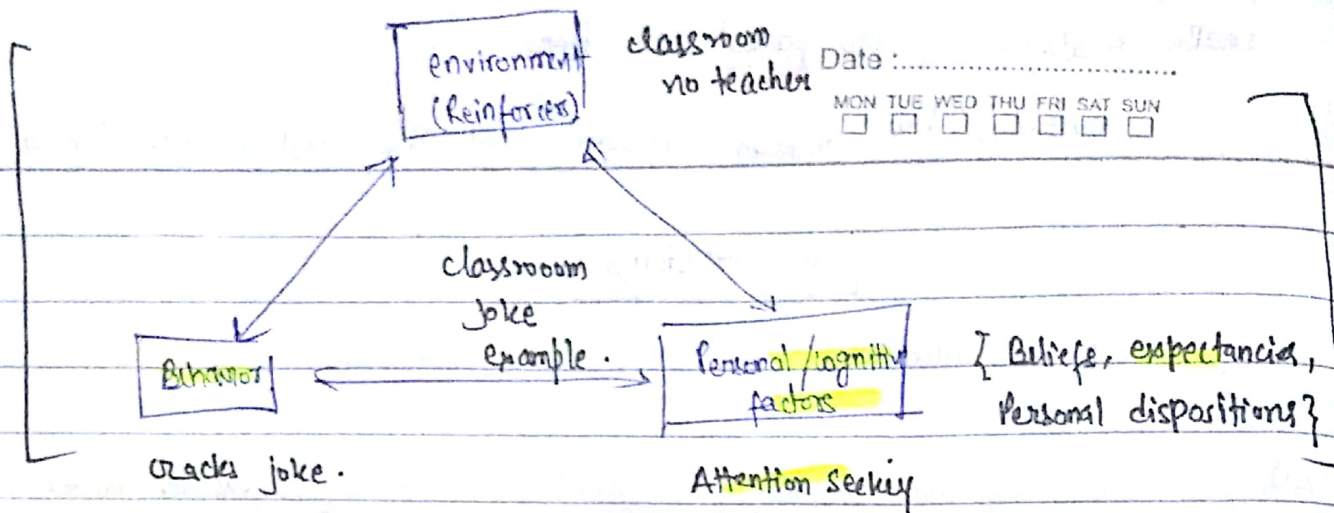 classroom
no teacher
Date :
MON TUE WED THU FRI SAT SUN
environment
(Reinforcers)
classrooom
Joke
example.
Behavior
Personal/cognitive
factors
{ Beliefs, expectancies,
Personal dispositions}
cracks joke.
Attention Seeking